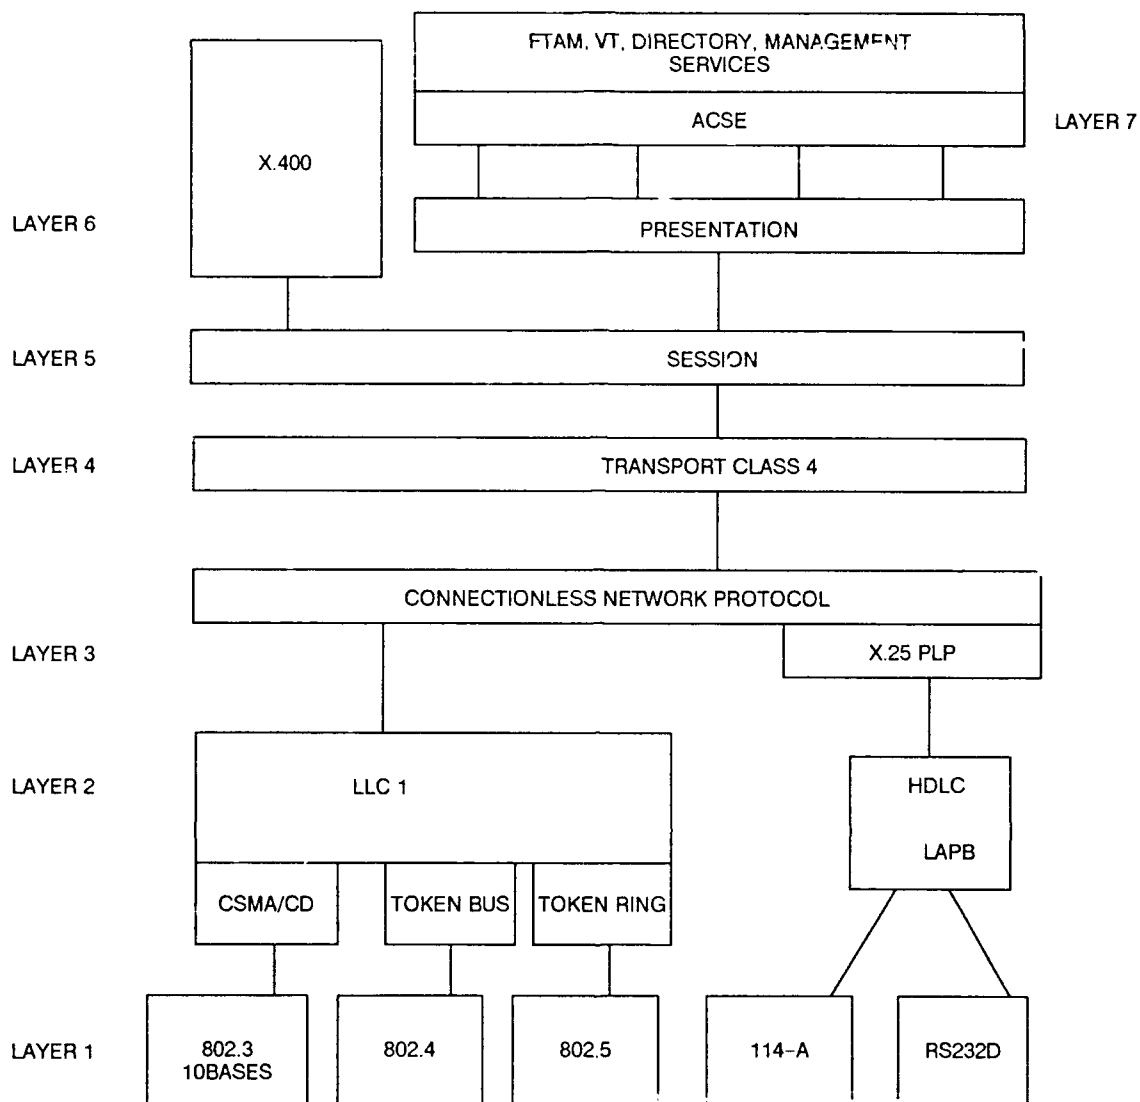 FTAM, VT, DIRECTORY, MANAGEMENT
SERVICES
ACSE
LAYER 7
X.400
LAYER 6
PRESENTATION
LAYER 5
SESSION
LAYER 4
TRANSPORT CLASS 4
CONNECTIONLESS NETWORK PROTOCOL
LAYER 3
X.25 PLP
LAYER 2
LLC 1
HDLC
LAPB
CSMA/CD
TOKEN BUS
TOKEN RING
LAYER 1
802.3
10BASES
802.4
802.5
114-A
RS232D